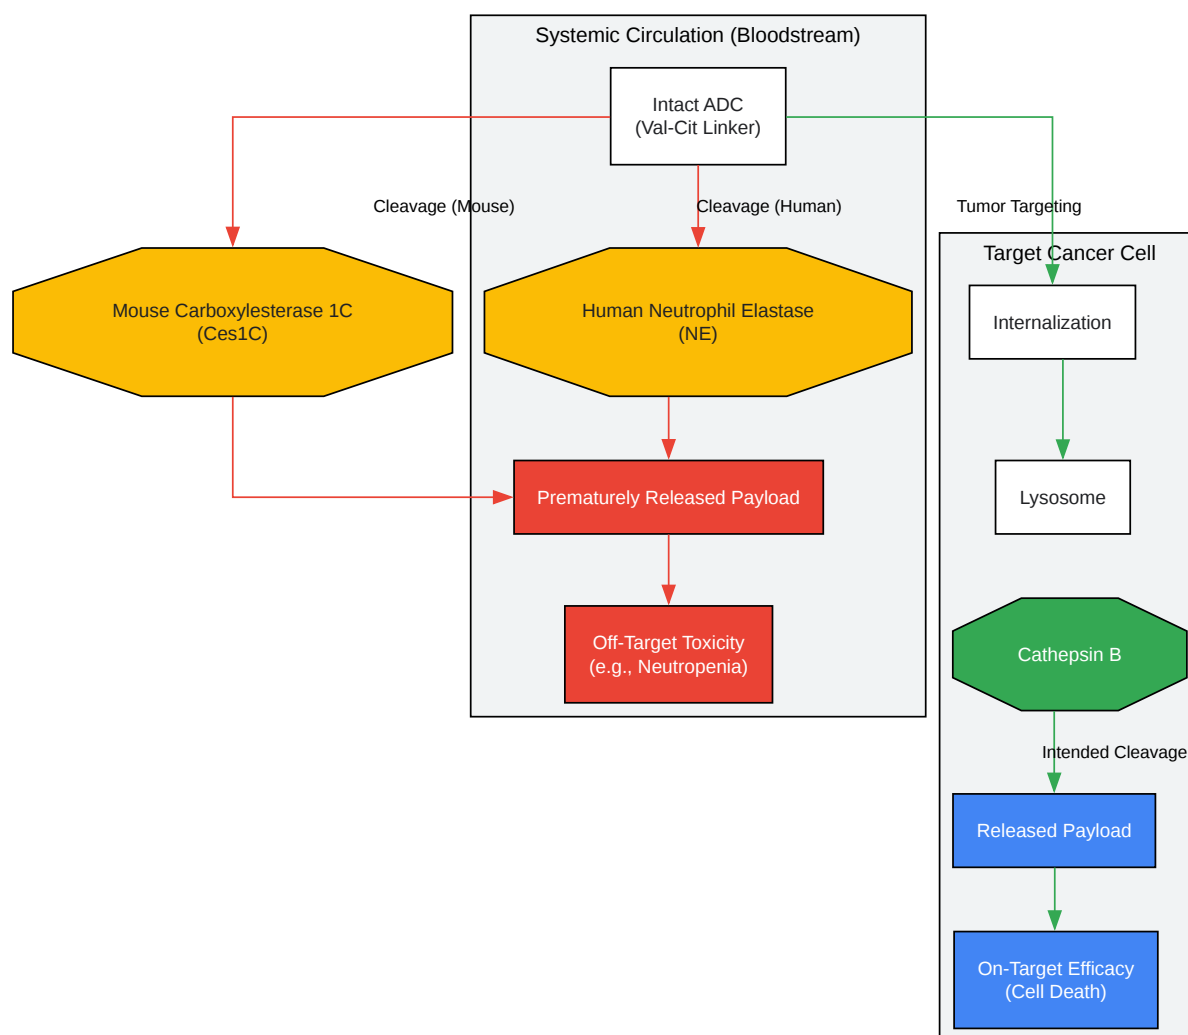 Systemic Circulation (Bloodstream)
Intact ADC
(Val-Cit Linker)
Cleavage (Mouse)
Cleavage (Human)
Tumor Targeting
Target Cancer Cell
Mouse Carboxylesterase 1C
(Ces1C)
Human Neutrophil Elastase
(NE)
Internalization
Prematurely Released Payload
Lysosome
Off-Target Toxicity
(e.g., Neutropenia)
Cathepsin B
Intended Cleavage
Released Payload
On-Target Efficacy
(Cell Death)